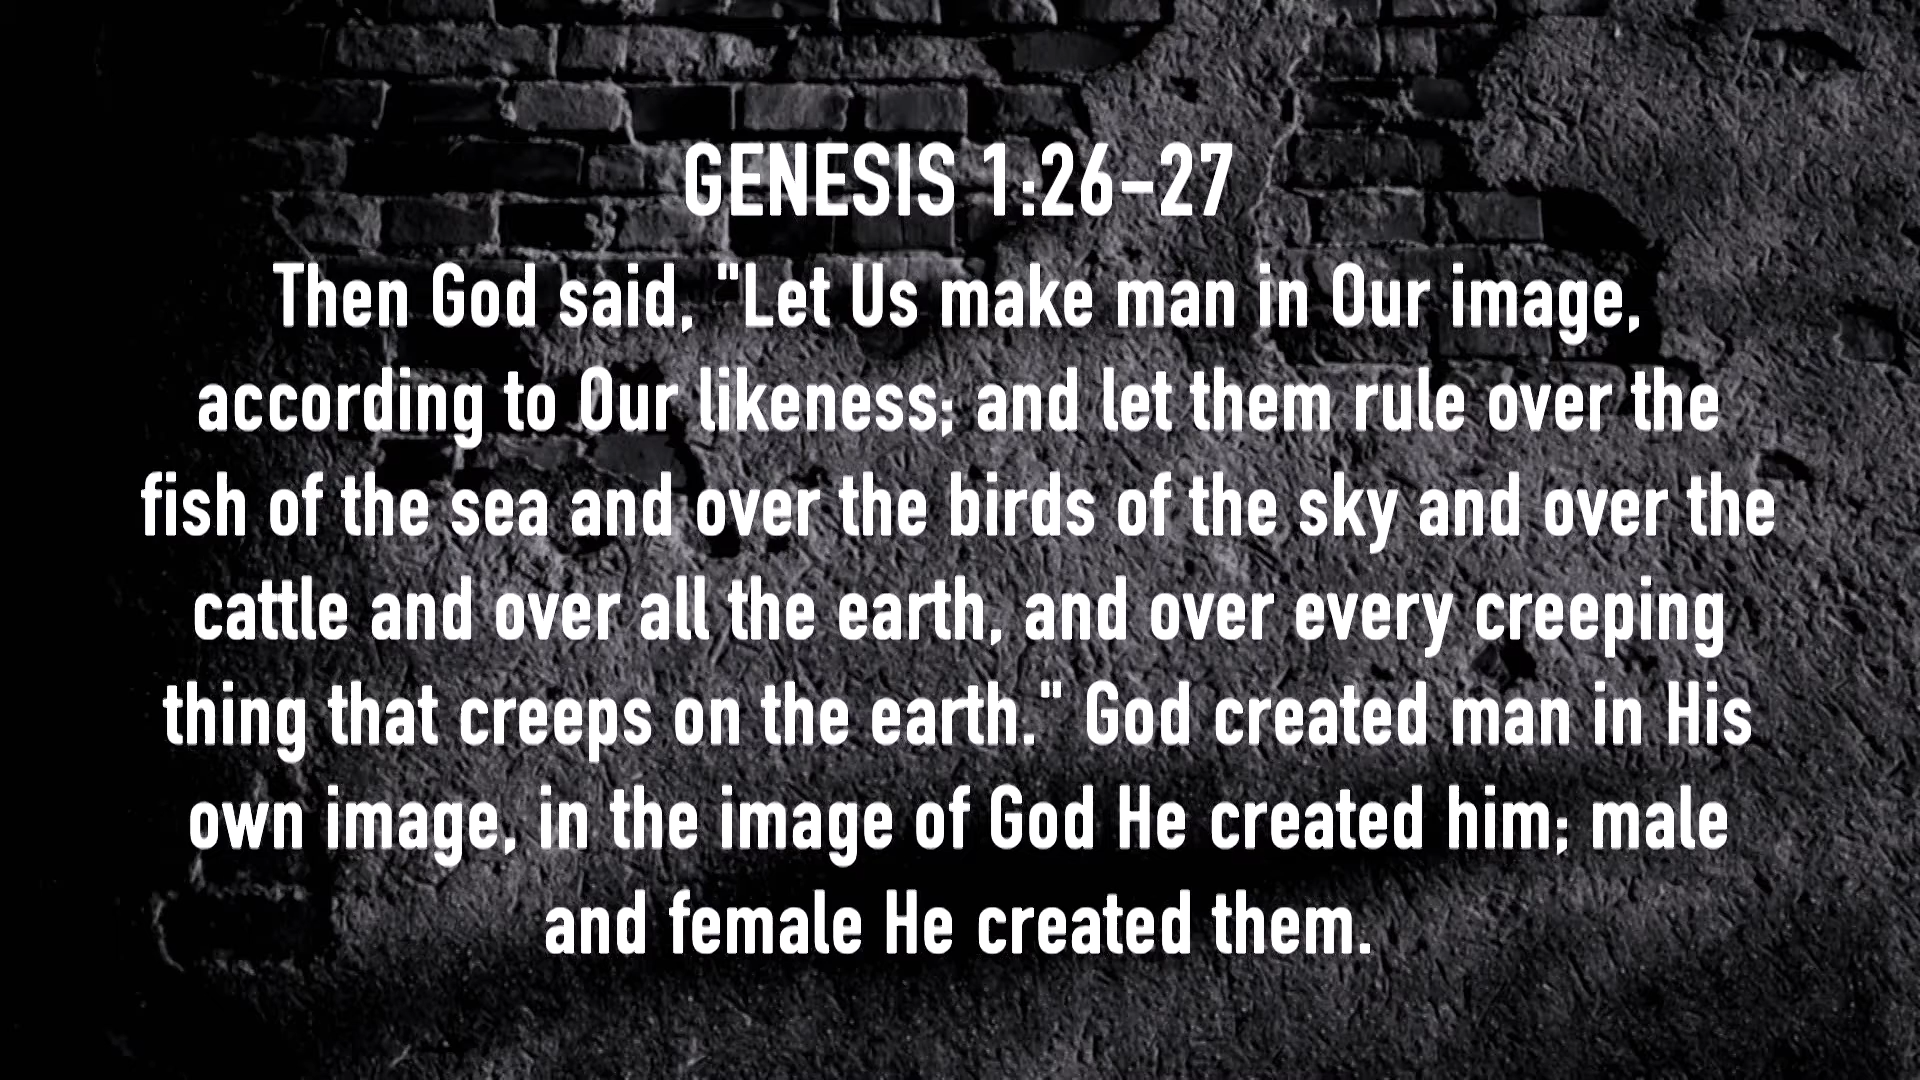 GENESIS 1:26-27
Then God said, "Let Us make man in Our image,
according to Our likeness; and let them rule over the
fish of the sea and over the birds of the sky and over the
cattle and over all the earth, and over every creeping
thing that creeps on the earth." God created man in His
own image, in the image of God He created him; male
and female He created them.